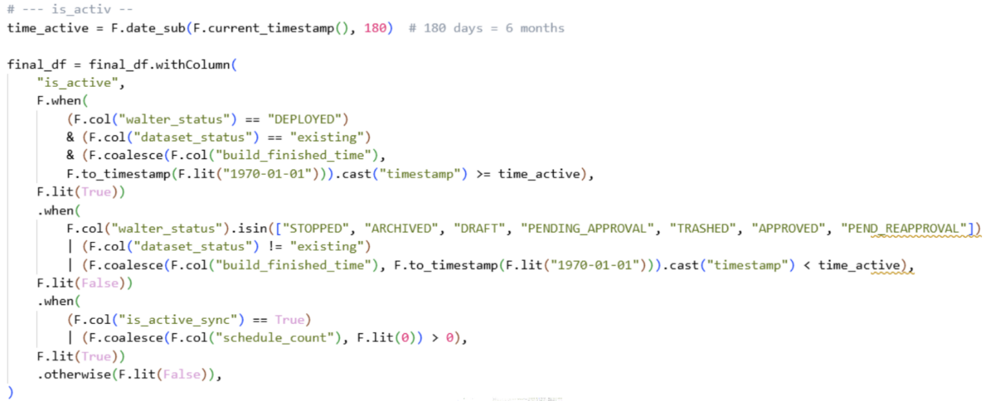 # --- is_activ --
time_active = F.date_sub(F.current_timestamp(), 180)  # 180 days = 6 months

final_df = final_df.withColumn(
    "is_active",
    F.when(
        (F.col("walter_status") == "DEPLOYED")
        & (F.col("dataset_status") == "existing")
        & (F.coalesce(F.col("build_finished_time"),
        F.to_timestamp(F.lit("1970-01-01"))).cast("timestamp") >= time_active),
    F.lit(True))
    .when(
        F.col("walter_status").isin(["STOPPED", "ARCHIVED", "DRAFT", "PENDING_APPROVAL", "TRASHED", "APPROVED", "PEND_REAPPROVAL"])
        | (F.col("dataset_status") != "existing")
        | (F.coalesce(F.col("build_finished_time"), F.to_timestamp(F.lit("1970-01-01"))).cast("timestamp") < time_active),
    F.lit(False))
    .when(
        (F.col("is_active_sync") == True)
        | (F.coalesce(F.col("schedule_count"), F.lit(0)) > 0),
    F.lit(True))
    .otherwise(F.lit(False)),
)